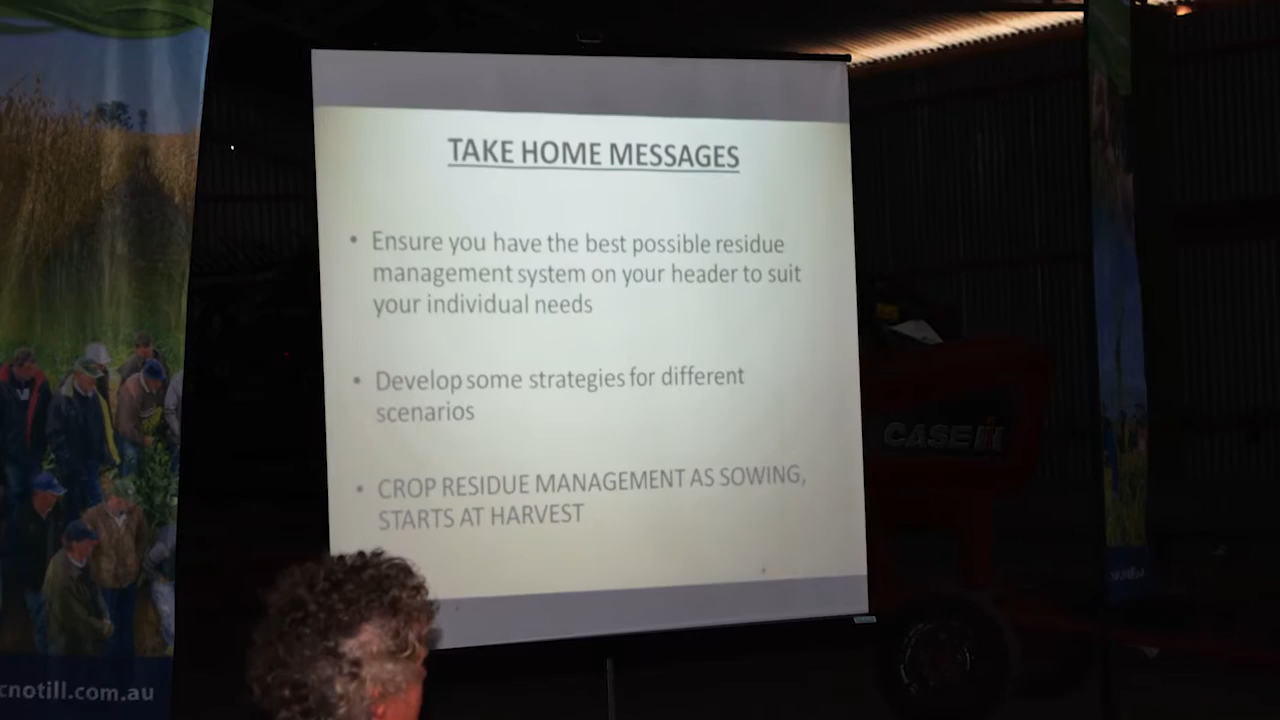 TAKE HOME MESSAGES
• Ensure you have the best possible residue
management system on your header to suit
your individual needs
• Develop some strategies for different
scenarios
• CROP RESIDUE MANAGEMENT AS SOWING,
STARTS AT HARVEST
CASE IH
cnotill.com.au